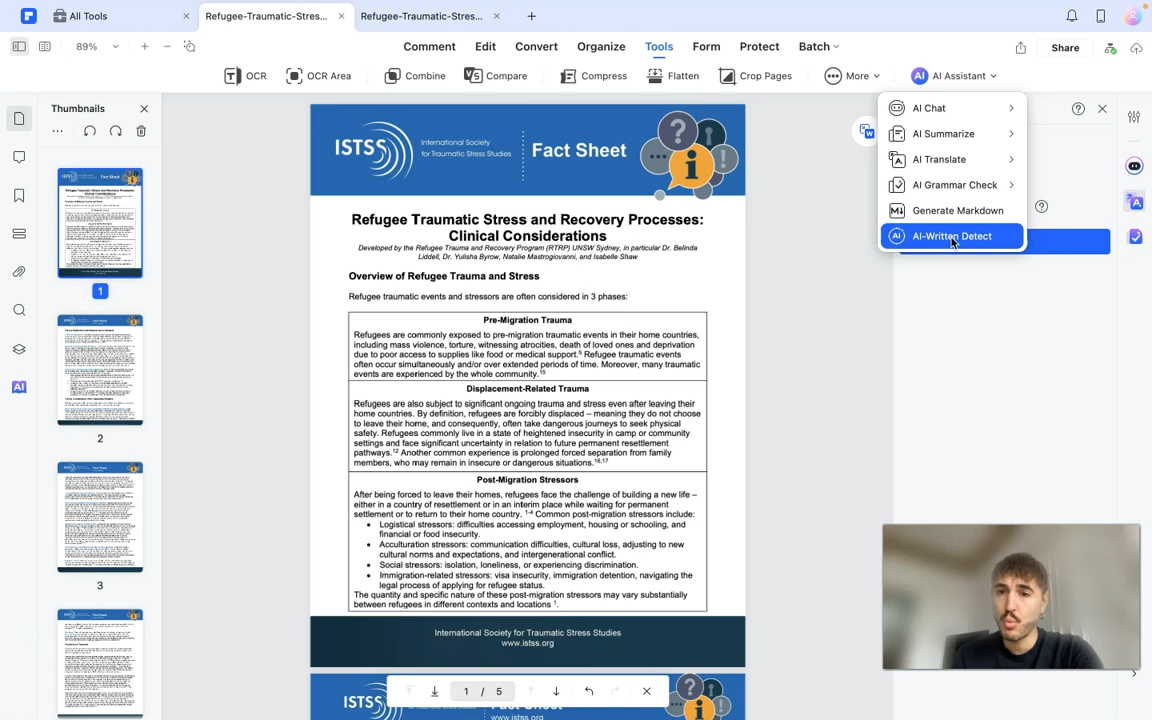 All Tools
Refugee-Traumatic-Stres...
Refugee-Traumatic-Stres...
89%
Comment
Edit
Convert
Organize
Tools
Form
Protect
Batch
Share
OCR
OCR Area
Combine
Compare
Compress
Flatten
Crop Pages
More
AI Assistant
Thumbnails
1
2
3
AI Chat
AI Summarize
AI Translate
AI Grammar Check
Generate Markdown
AI-Written Detect
ISTSS
International Society
for Traumatic Stress Studies
Fact Sheet
Refugee Traumatic Stress and Recovery Processes:
Clinical Considerations
Developed by the Refugee Trauma and Recovery Program (RTRP) UNSW Sydney, in particular Dr. Belinda
Liddell, Dr. Yulisha Byrow, Natalie Mastrogiovanni, and Isabelle Shaw
Overview of Refugee Trauma and Stress
Refugee traumatic events and stressors are often considered in 3 phases:
Pre-Migration Trauma
Refugees are commonly exposed to pre-migration traumatic events in their home countries,
including mass violence, torture, witnessing atrocities, death of loved ones and deprivation
due to poor access to supplies like food or medical support.⁵ Refugee traumatic events
often occur simultaneously and/or over extended periods of time. Moreover, many traumatic
events are experienced by the whole community.¹⁵
Displacement-Related Trauma
Refugees are also subject to significant ongoing trauma and stress even after leaving their
home countries. By definition, refugees are forcibly displaced – meaning they do not choose
to leave their home, and consequently, often take dangerous journeys to seek physical
safety. Refugees commonly live in a state of heightened insecurity in camp or community
settings and face significant uncertainty in relation to future permanent resettlement
pathways.¹² Another common experience is prolonged forced separation from family
members, who may remain in insecure or dangerous situations.¹⁶,¹⁷
Post-Migration Stressors
After being forced to leave their homes, refugees face the challenge of building a new life –
either in a country of resettlement or in an interim place while waiting for permanent
settlement or to return to their home country. ¹⁻⁴ Common post-migration stressors include:
• Logistical stressors: difficulties accessing employment, housing or schooling, and
financial or food insecurity.
• Acculturation stressors: communication difficulties, cultural loss, adjusting to new
cultural norms and expectations, and intergenerational conflict.
• Social stressors: isolation, loneliness, or experiencing discrimination.
• Immigration-related stressors: visa insecurity, immigration detention, navigating the
legal process of applying for refugee status.
The quantity and specific nature of these post-migration stressors may vary substantially
between refugees in different contexts and locations ¹.
International Society for Traumatic Stress Studies
www.istss.org
1 / 5